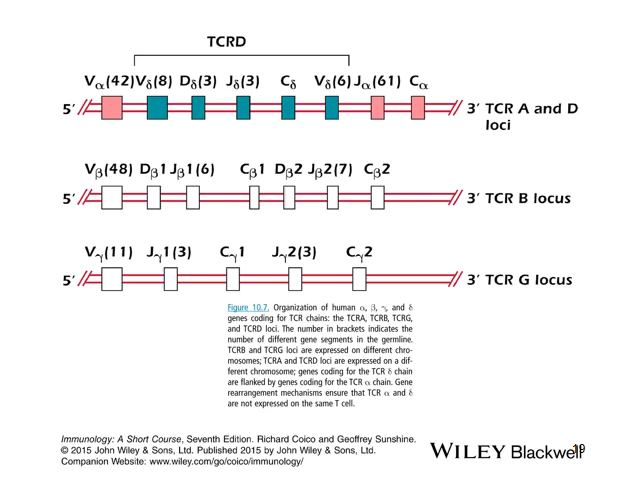 TCRD
Vα(42) Vδ(8) Dδ(3) Jδ(3) Cδ Vδ(6) Jα(61) Cα
5′ 3′ TCR A and D
loci
Vβ(48) Dβ1 Jβ1(6) Cβ1 Dβ2 Jβ2(7) Cβ2
5′ 3′ TCR B locus
Vγ(11) Jγ1(3) Cγ1 Jγ2(3) Cγ2
5′ 3′ TCR G locus
Figure 10.7. Organization of human α, β, γ, and δ
genes coding for TCR chains: the TCRA, TCRB, TCRG,
and TCRD loci. The number in brackets indicates the
number of different gene segments in the germline.
TCRB and TCRG loci are expressed on different chro-
mosomes; TCRA and TCRD loci are expressed on a dif-
ferent chromosome; genes coding for the TCR δ chain
are flanked by genes coding for the TCR α chain. Gene
rearrangement mechanisms ensure that TCR α and δ
are not expressed on the same T cell.
Immunology: A Short Course, Seventh Edition. Richard Coico and Geoffrey Sunshine.
© 2015 John Wiley & Sons, Ltd. Published 2015 by John Wiley & Sons, Ltd.
Companion Website: www.wiley.com/go/coico/immunology/
WILEY Blackwell
19